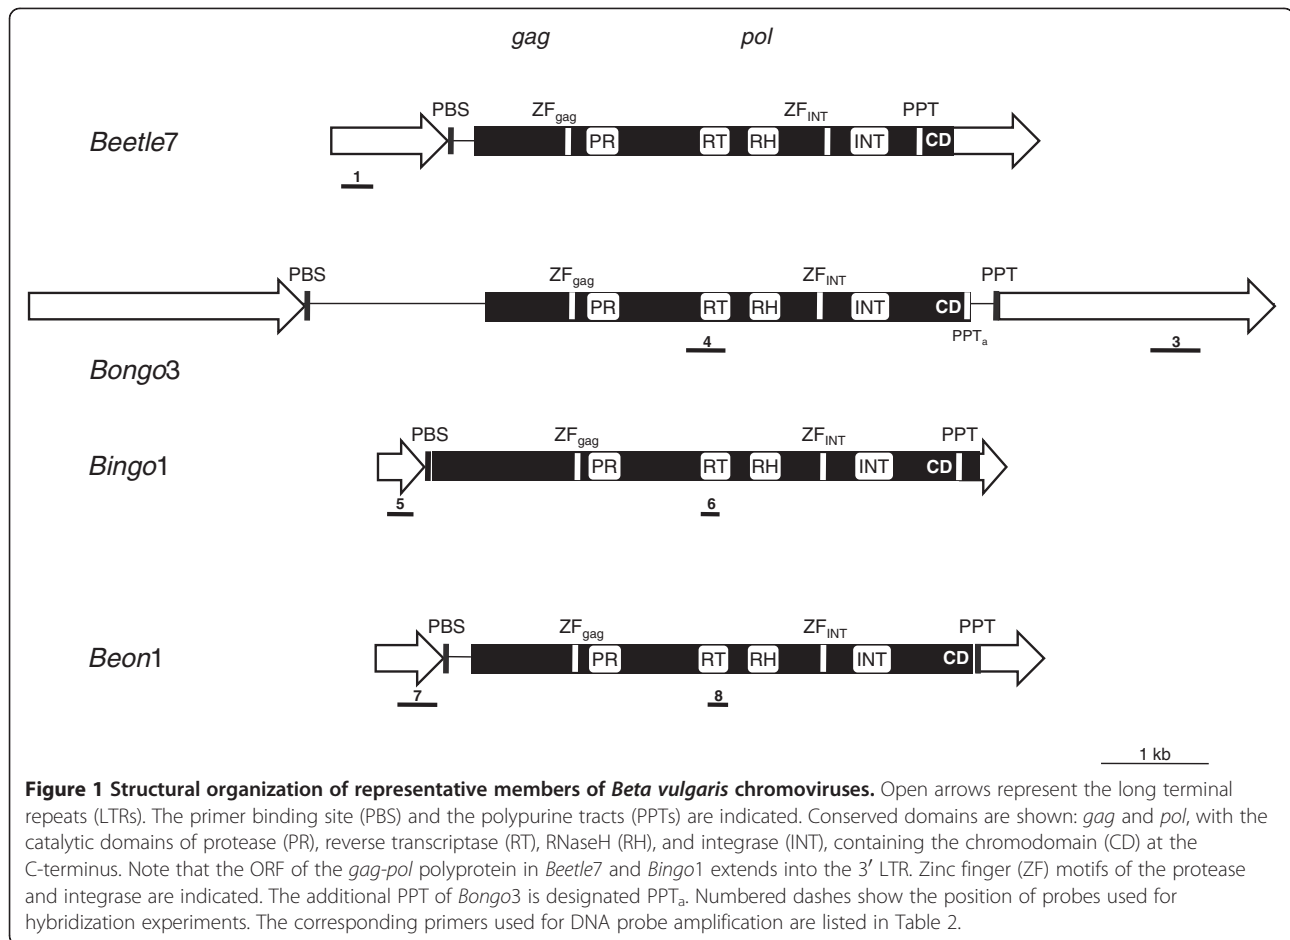 gag pol
PBS ZFgag ZFINT PPT
Beetle7 PR RT RH INT CD
1
PBS ZFgag ZFINT PPT
PR RT RH INT CD
4 PPTa 3
Bongo3
PBS ZFgag ZFINT PPT
Bingo1 PR RT RH INT CD
5 6
PBS ZFgag ZFINT PPT
Beon1 PR RT RH INT CD
7 8
1 kb
Figure 1 Structural organization of representative members of Beta vulgaris chromoviruses. Open arrows represent the long terminal
repeats (LTRs). The primer binding site (PBS) and the polypurine tracts (PPTs) are indicated. Conserved domains are shown: gag and pol, with the
catalytic domains of protease (PR), reverse transcriptase (RT), RNaseH (RH), and integrase (INT), containing the chromodomain (CD) at the
C-terminus. Note that the ORF of the gag-pol polyprotein in Beetle7 and Bingo1 extends into the 3′ LTR. Zinc finger (ZF) motifs of the protease
and integrase are indicated. The additional PPT of Bongo3 is designated PPTa. Numbered dashes show the position of probes used for
hybridization experiments. The corresponding primers used for DNA probe amplification are listed in Table 2.